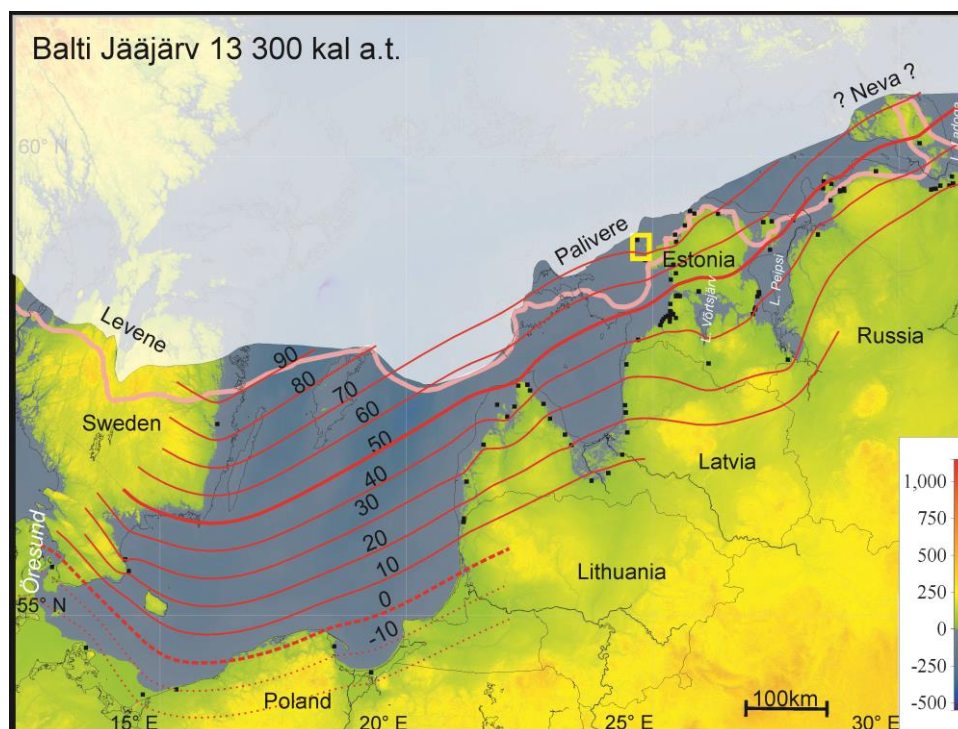 Balti Jääjärv 13 300 kal a.t.
? Neva ?
60° N
Palivere
Estonia
L. Võrtsjärv
L. Peipsi
Russia
Levene
90
80
70
60
50
40
30
20
10
0
-10
Sweden
Latvia
Öresund
55° N
Lithuania
Poland
100km
15° E
20° E
25° E
30° E
1,000
750
500
250
0
-250
-500